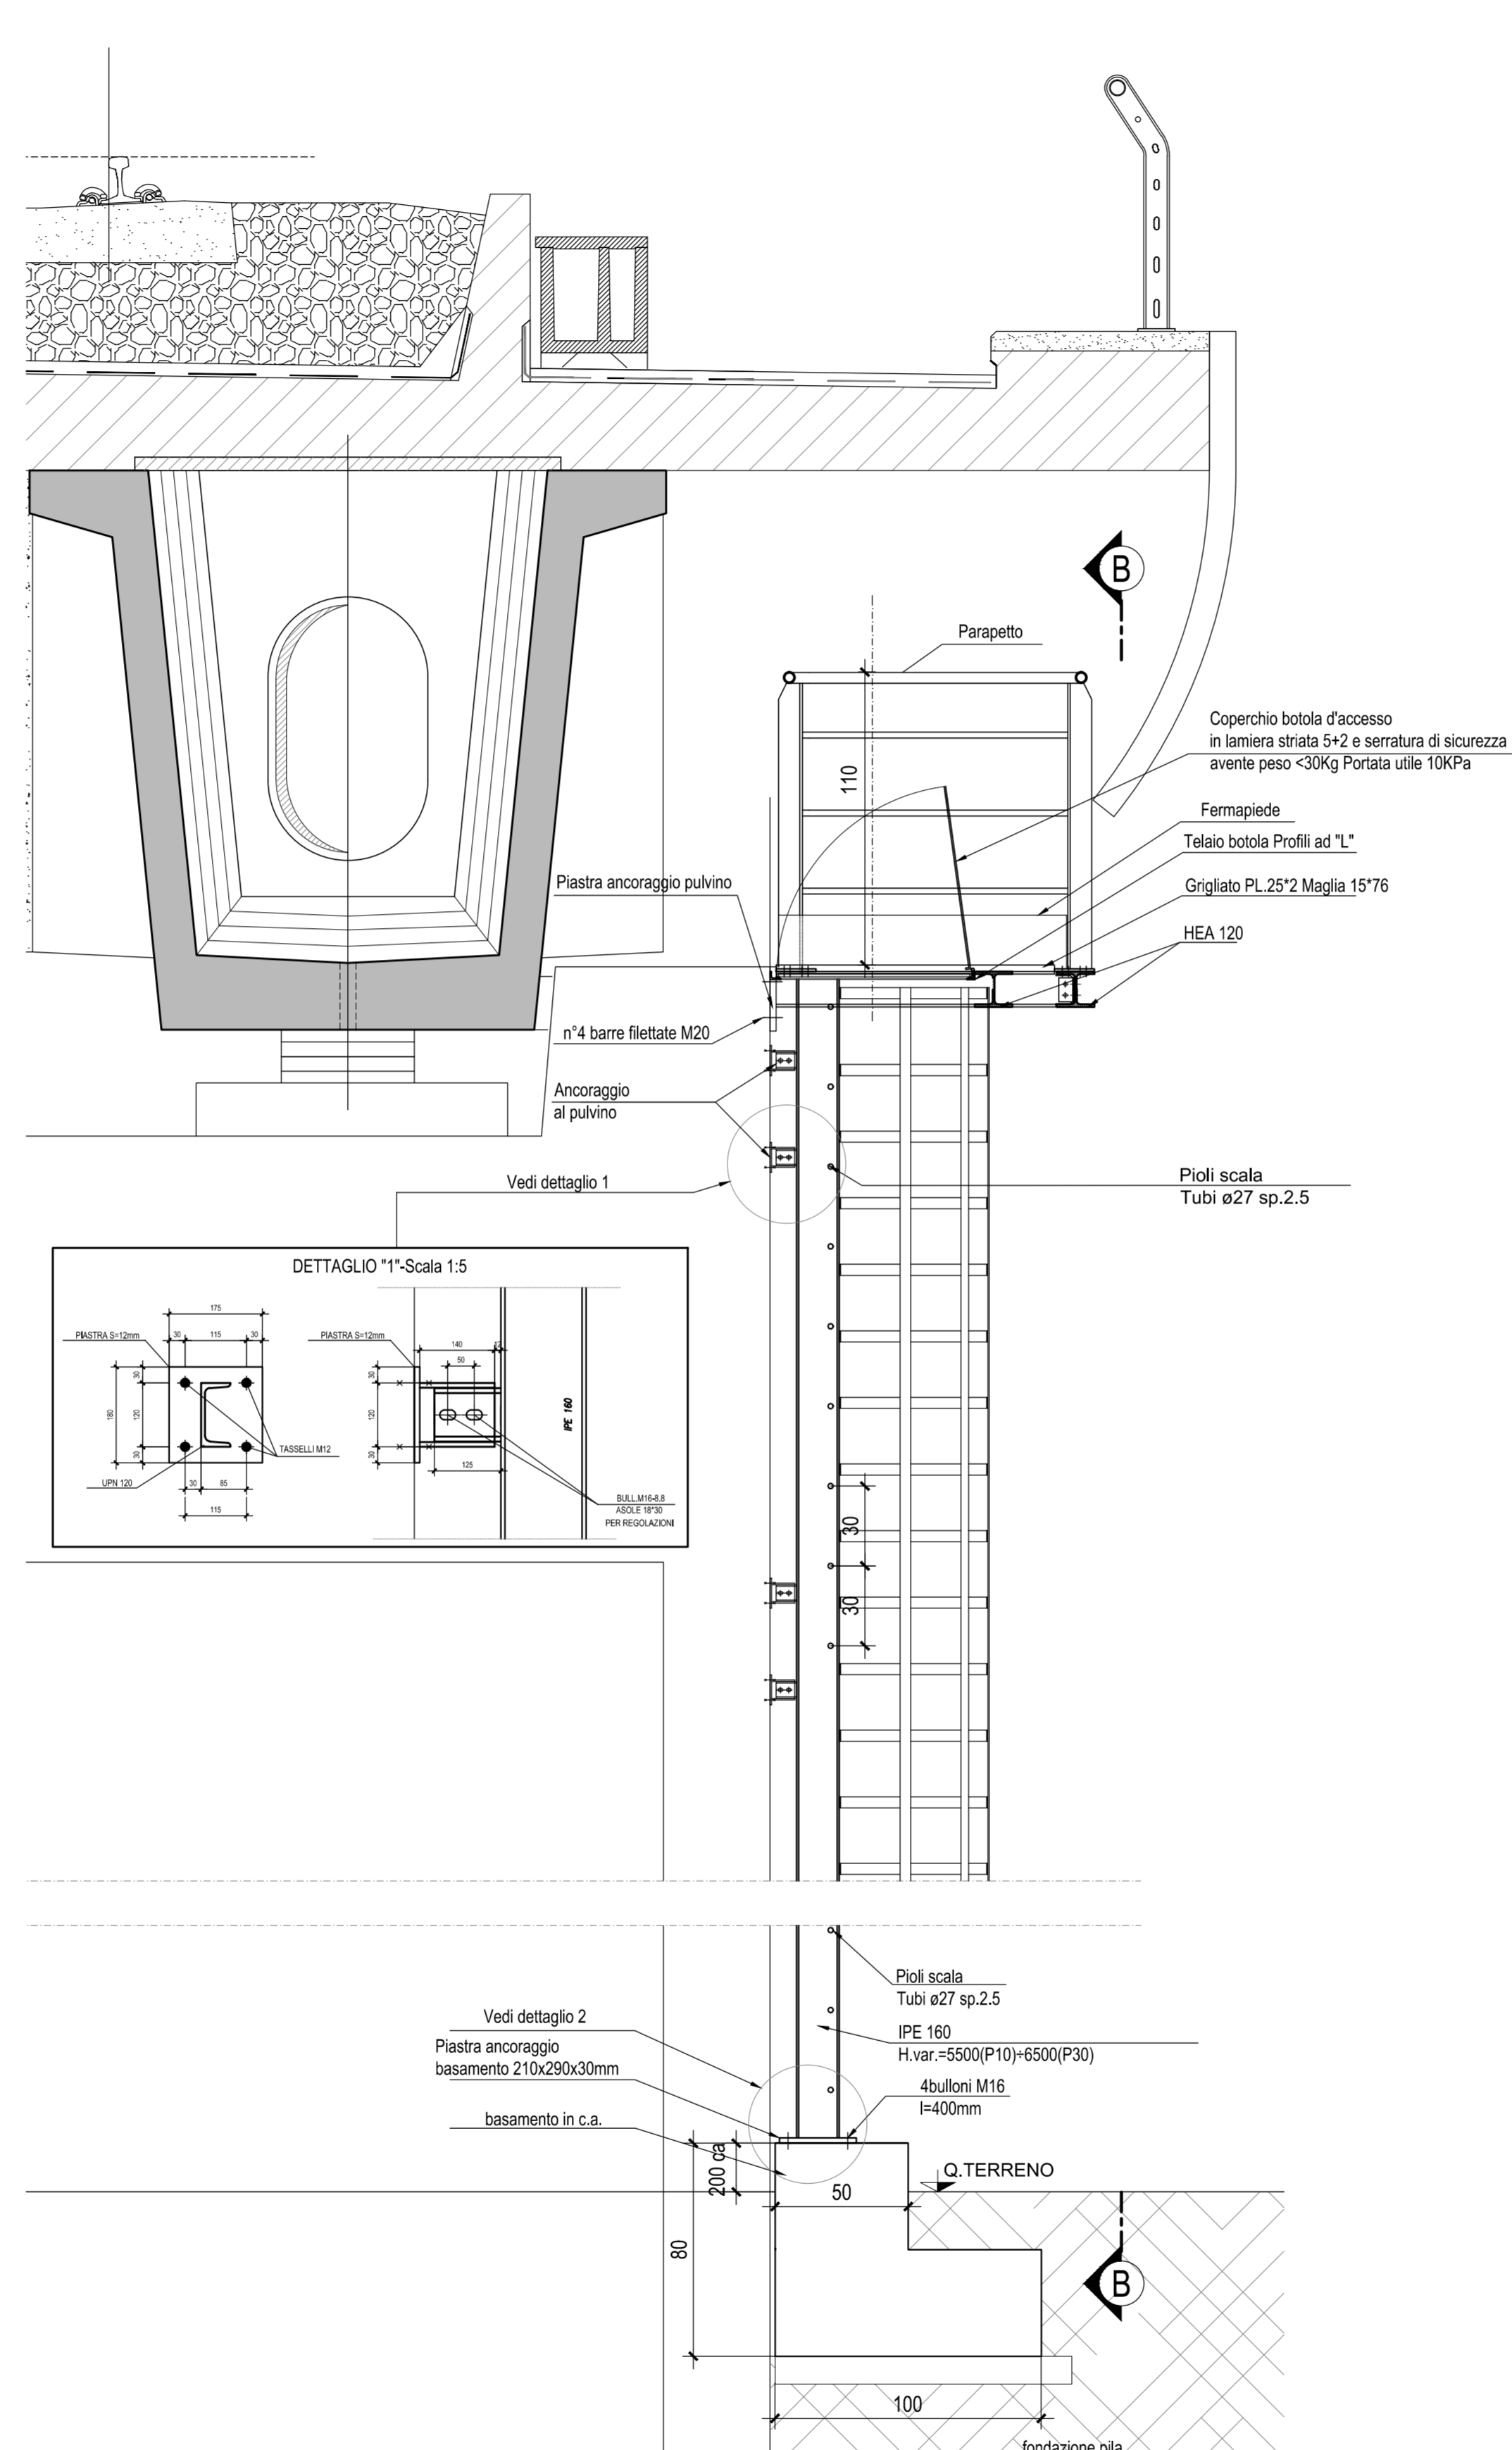 B
Parapetto
Coperchio botola d'accesso
in lamiera striata 5+2 e serratura di sicurezza
avente peso <30Kg Portata utile 10KPa
110
Fermapiede
Telaio botola Profili ad "L"
Piastra ancoraggio pulvino
Grigliato PL.25*2 Maglia 15*76
HEA 120
n°4 barre filettate M20
Ancoraggio
al pulvino
Vedi dettaglio 1
Pioli scala
Tubi ø27 sp.2.5
DETTAGLIO "1"-Scala 1:5
175
PIASTRA S=12mm
30
115
30
30
120
30
180
TASSELLI M12
UPN 120
30
85
115
PIASTRA S=12mm
140
12
50
30
120
30
125
IPE 160
BULL.M16-8.8
ASOLE 18*30
PER REGOLAZIONI
30
30
Pioli scala
Tubi ø27 sp.2.5
Vedi dettaglio 2
IPE 160
H.var.=5500(P10)÷6500(P30)
Piastra ancoraggio
basamento 210x290x30mm
4bulloni M16
l=400mm
basamento in c.a.
200 ca
Q.TERRENO
50
80
B
100
fondazione pila